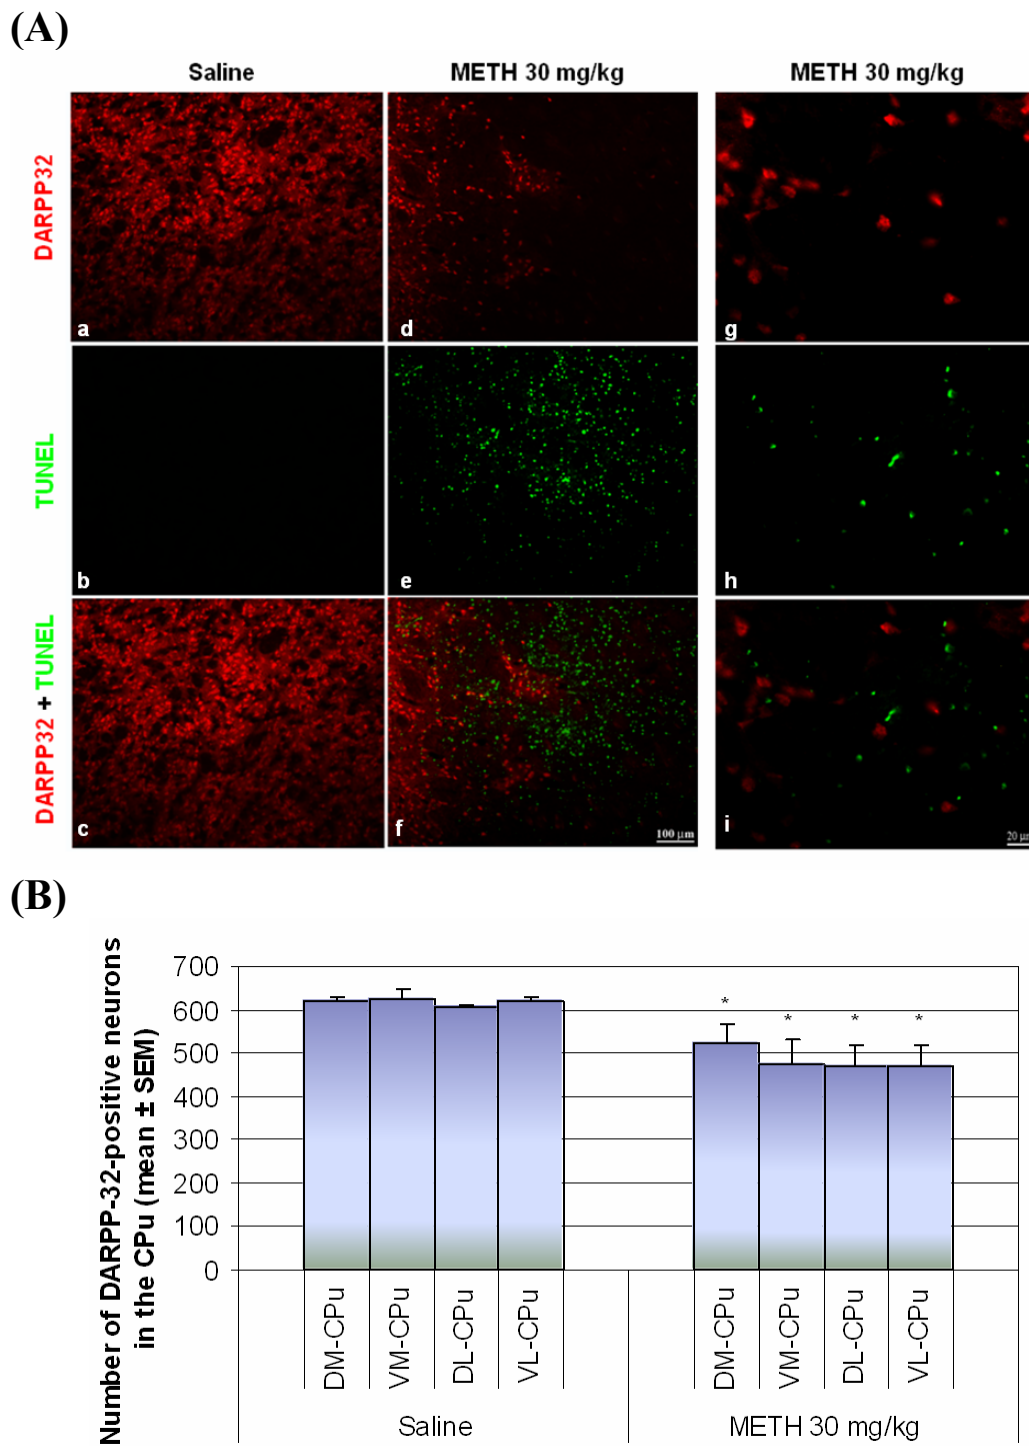 (A)
Saline
METH 30 mg/kg
METH 30 mg/kg
DARPP32
TUNEL
DARPP32 + TUNEL
a
d
g
b
e
h
c
f
100 µm
i
20 µ
(B)
Number of DARPP-32-positive neurons
in the CPu (mean ± SEM)
700
600
500
400
300
200
100
0
*
*
*
*
DM-CPu
VM-CPu
DL-CPu
VL-CPu
DM-CPu
VM-CPu
DL-CPu
VL-CPu
Saline
METH 30 mg/kg